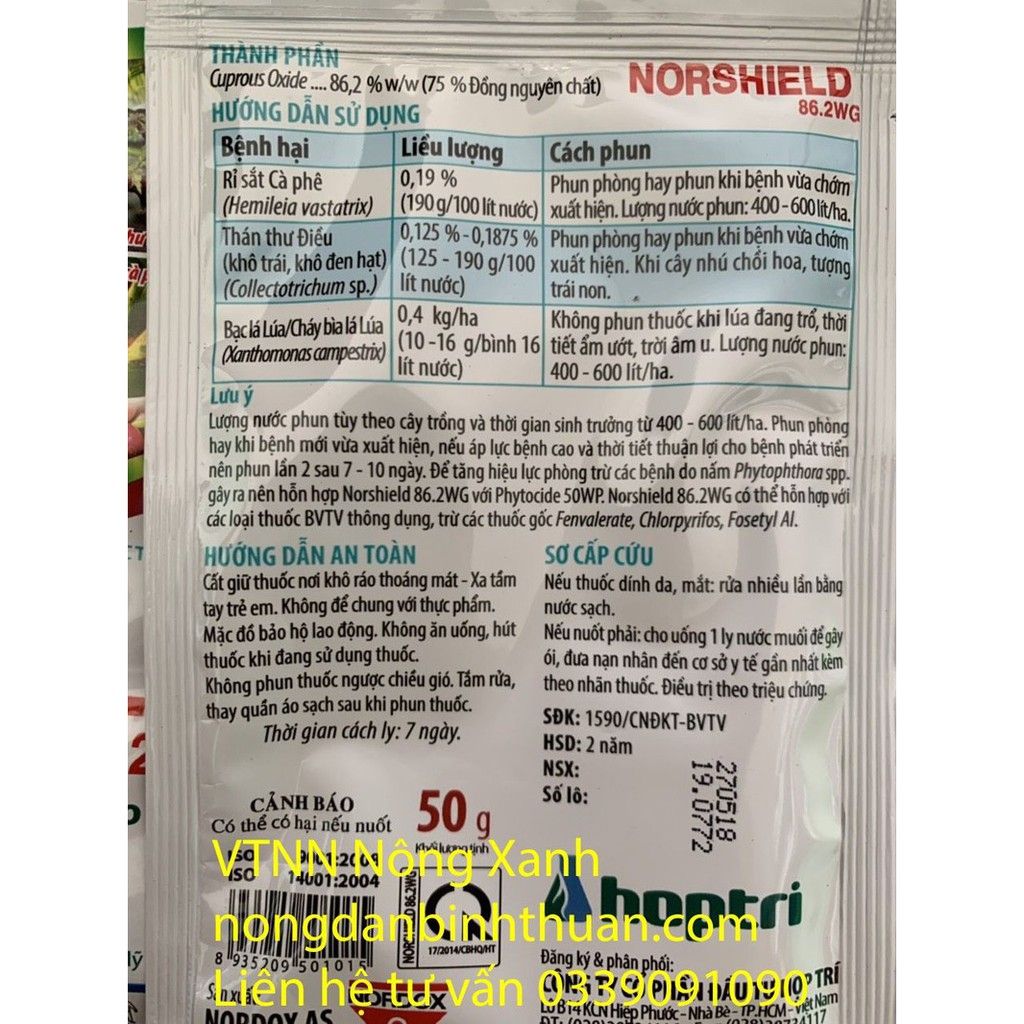 THÀNH PHẦN
Cuprous Oxide .... 86,2 % w/w (75 % Đồng nguyên chất)
NORSHIELD
86.2WG
HƯỚNG DẪN SỬ DỤNG
Bệnh hại Liều lượng Cách phun
Rỉ sắt Cà phê 0,19 % Phun phòng hay phun khi bệnh vừa chớm
(Hemileia vastatrix) (190 g/100 lít nước) xuất hiện. Lượng nước phun: 400 - 600 lít/ha.
Thán thư Điều 0,125 % - 0,1875 % Phun phòng hay phun khi bệnh vừa chớm
(khô trái, khô đen hạt) (125 - 190 g/100 xuất hiện. Khi cây nhú chồi hoa, tượng
(Collectotrichum sp.) lít nước) trái non.
Bạc lá Lúa/Cháy bìa lá Lúa 0,4 kg/ha Không phun thuốc khi lúa đang trổ, thời
(Xanthomonas campestrix) (10 -16 g/bình 16 tiết ẩm ướt, trời âm u. Lượng nước phun:
lít nước) 400 - 600 lít/ha.
Lưu ý
Lượng nước phun tùy theo cây trồng và thời gian sinh trưởng từ 400 - 600 lít/ha. Phun phòng
hay khi bệnh mới vừa xuất hiện, nếu áp lực bệnh cao và thời tiết thuận lợi cho bệnh phát triển
nên phun lần 2 sau 7 - 10 ngày. Để tăng hiệu lực phòng trừ các bệnh do nấm Phytophthora spp.
gây ra nên hỗn hợp Norshield 86.2WG với Phytocide 50WP. Norshield 86.2WG có thể hỗn hợp với
các loại thuốc BVTV thông dụng, trừ các thuốc gốc Fenvalerate, Chlorpyrifos, Fosetyl Al.
HƯỚNG DẪN AN TOÀN
Cất giữ thuốc nơi khô ráo thoáng mát - Xa tầm
tay trẻ em. Không để chung với thực phẩm.
Mặc đồ bảo hộ lao động. Không ăn uống, hút
thuốc khi đang sử dụng thuốc.
Không phun thuốc ngược chiều gió. Tắm rửa,
thay quần áo sạch sau khi phun thuốc.
Thời gian cách ly: 7 ngày.
SƠ CẤP CỨU
Nếu thuốc dính da, mắt: rửa nhiều lần bằng
nước sạch.
Nếu nuốt phải: cho uống 1 ly nước muối để gây
ói, đưa nạn nhân đến cơ sở y tế gần nhất kèm
theo nhãn thuốc. Điều trị theo triệu chứng.
SĐK: 1590/CNĐKT-BVTV
HSD: 2 năm
NSX:
Số lô:
270518
19.0772
CẢNH BÁO
Có thể có hại nếu nuốt
50 g
Khối lượng tịnh
VTNN Nông Xanh
ISO 9001:2008
ISO 14001:2004
NORSHIELD 86.2WG
17/2014/CBHQ/HT
hoptri
nongdanbinhthuan.com
8 935209 501015
Đăng ký & phân phối:
Liên hệ tư vấn 0339091090
CÔNG TY CỔ PHẦN ĐẦU TƯ HỢP TRÍ
Lô B14 KCN Hiệp Phước - Nhà Bè - TP.HCM - Việt Nam
Sản xuất
NORDOX
NORDOX AS